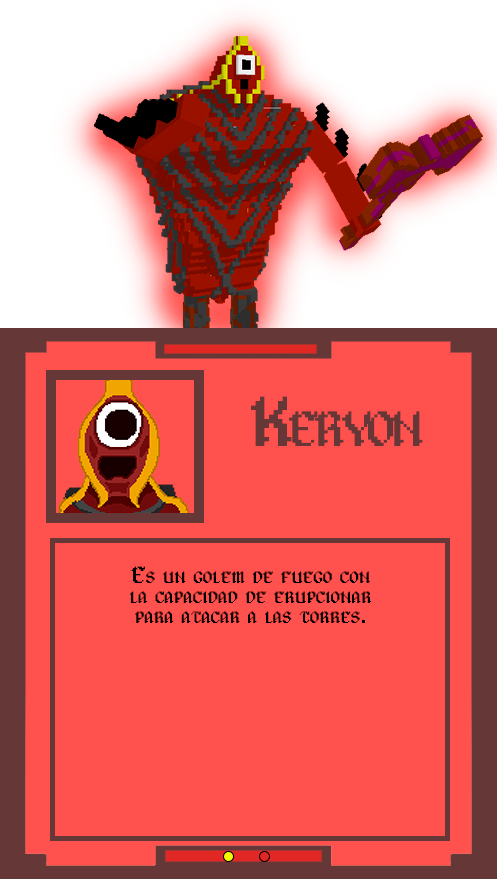 Keryon
Es un golem de fuego con
la capacidad de erupcionar
para atacar a las torres.